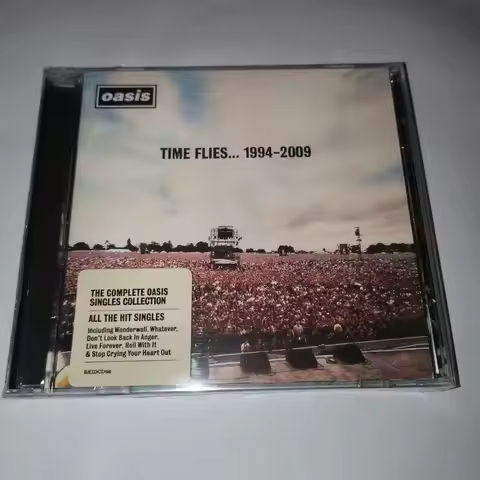 oasis
TIME FLIES... 1994-2009
THE COMPLETE OASIS
SINGLES COLLECTION
ALL THE HIT SINGLES
Including Wonderwall, Whatever,
Don't Look Back In Anger,
Live Forever, Roll With It
& Stop Crying Your Heart Out